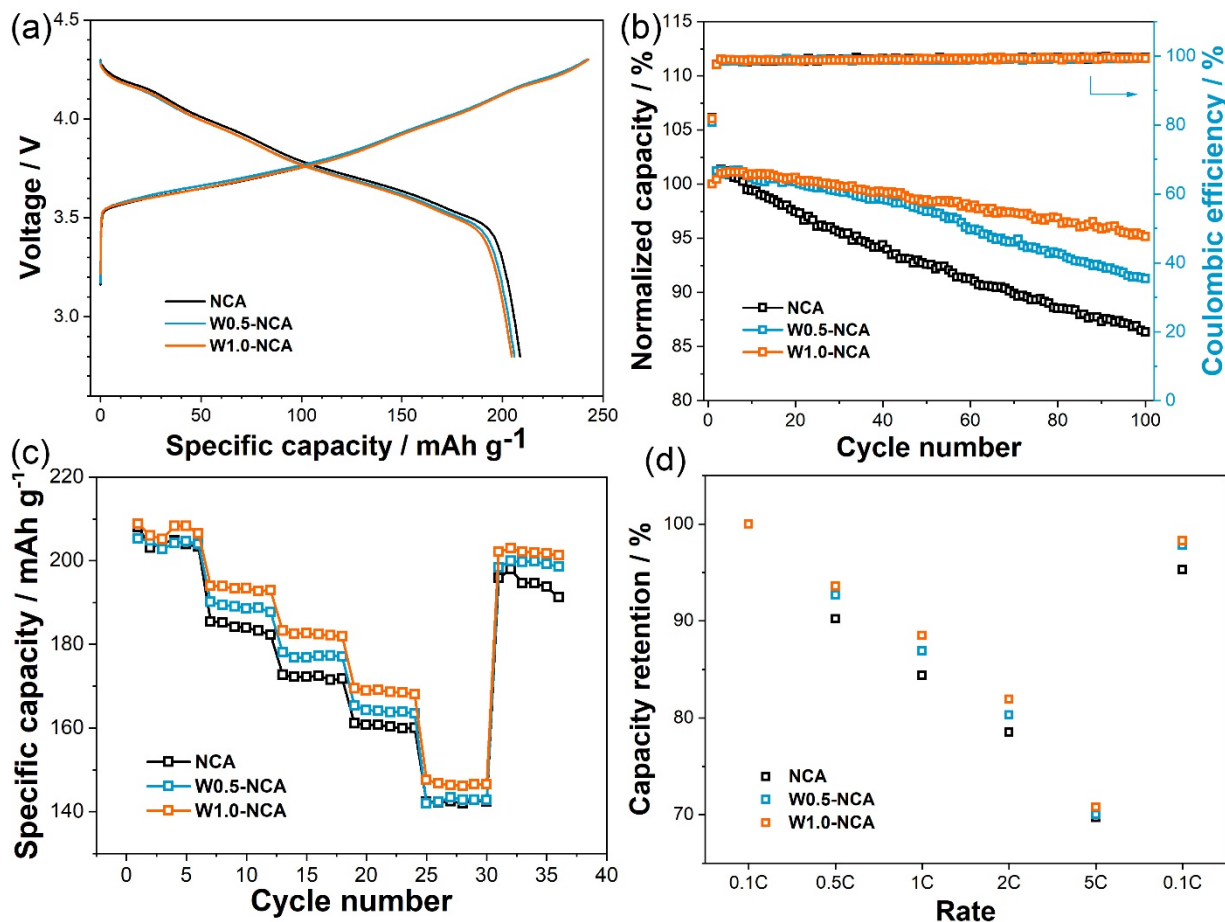 (a)
4.5
4.0
3.5
3.0
Voltage / V
NCA
W0.5-NCA
W1.0-NCA
0 50 100 150 200 250
Specific capacity / mAh g-1
(b)
115
110
105
100
95
90
85
80
Normalized capacity / %
100
80
60
40
20
0
Coulombic efficiency / %
NCA
W0.5-NCA
W1.0-NCA
0 20 40 60 80 100
Cycle number
(c)
220
200
180
160
140
Specific capacity / mAh g-1
NCA
W0.5-NCA
W1.0-NCA
0 5 10 15 20 25 30 35 40
Cycle number
(d)
100
90
80
70
Capacity retention / %
NCA
W0.5-NCA
W1.0-NCA
0.1C 0.5C 1C 2C 5C 0.1C
Rate